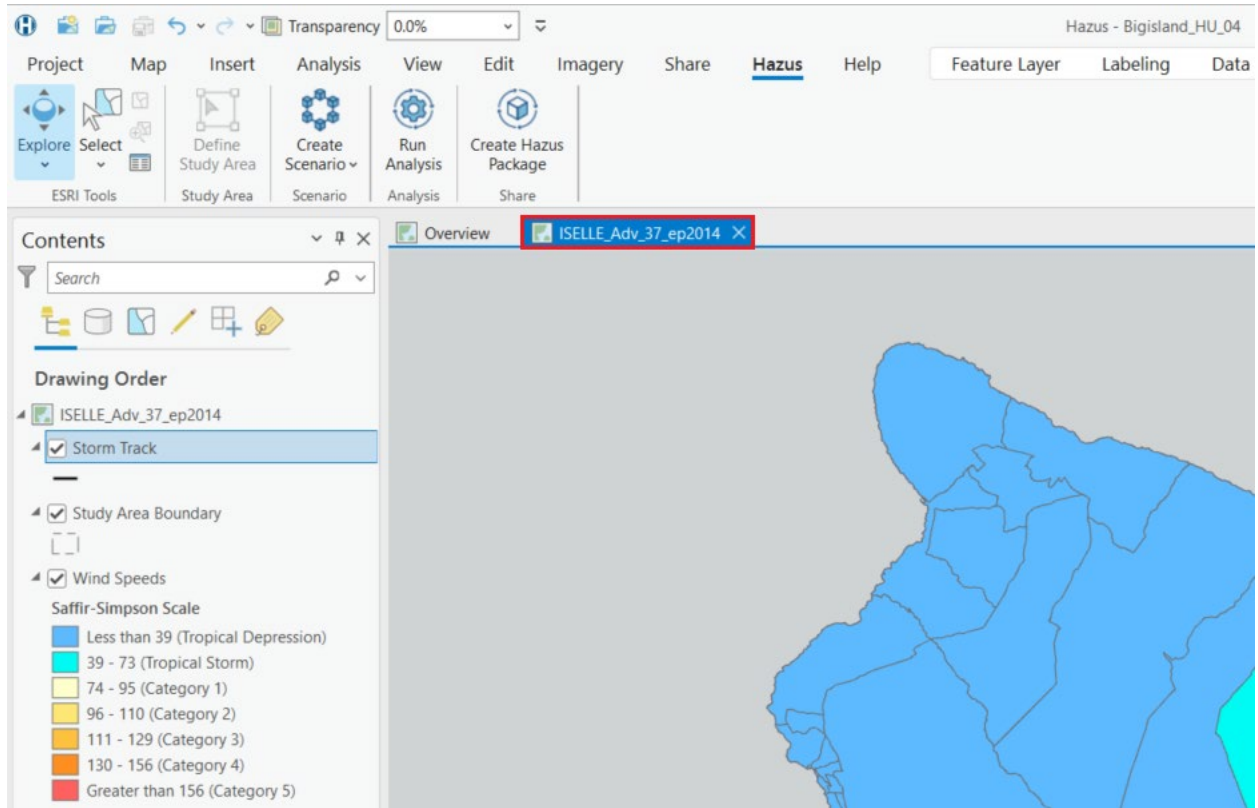 Transparency 0.0%
Hazus - Bigisland_HU_04
Project Map Insert Analysis View Edit Imagery Share Hazus Help Feature Layer Labeling Data
Explore Select
Define Study Area
Create Scenario
Run Analysis
Create Hazus Package
ESRI Tools Study Area Scenario Analysis Share
Contents
Overview ISELLE_Adv_37_ep2014
Search
Drawing Order
ISELLE_Adv_37_ep2014
Storm Track
Study Area Boundary
Wind Speeds
Saffir-Simpson Scale
Less than 39 (Tropical Depression)
39 - 73 (Tropical Storm)
74 - 95 (Category 1)
96 - 110 (Category 2)
111 - 129 (Category 3)
130 - 156 (Category 4)
Greater than 156 (Category 5)